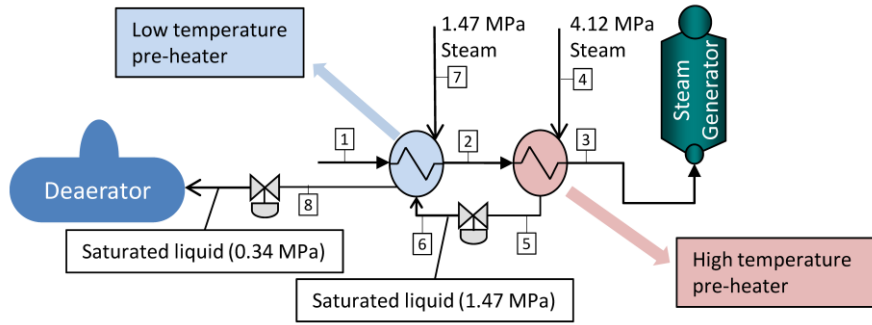 Low temperature
pre-heater
1.47 MPa
Steam
7
4.12 MPa
Steam
4
Steam
Generator
1
2
3
Deaerator
8
6
5
Saturated liquid (0.34 MPa)
Saturated liquid (1.47 MPa)
High temperature
pre-heater